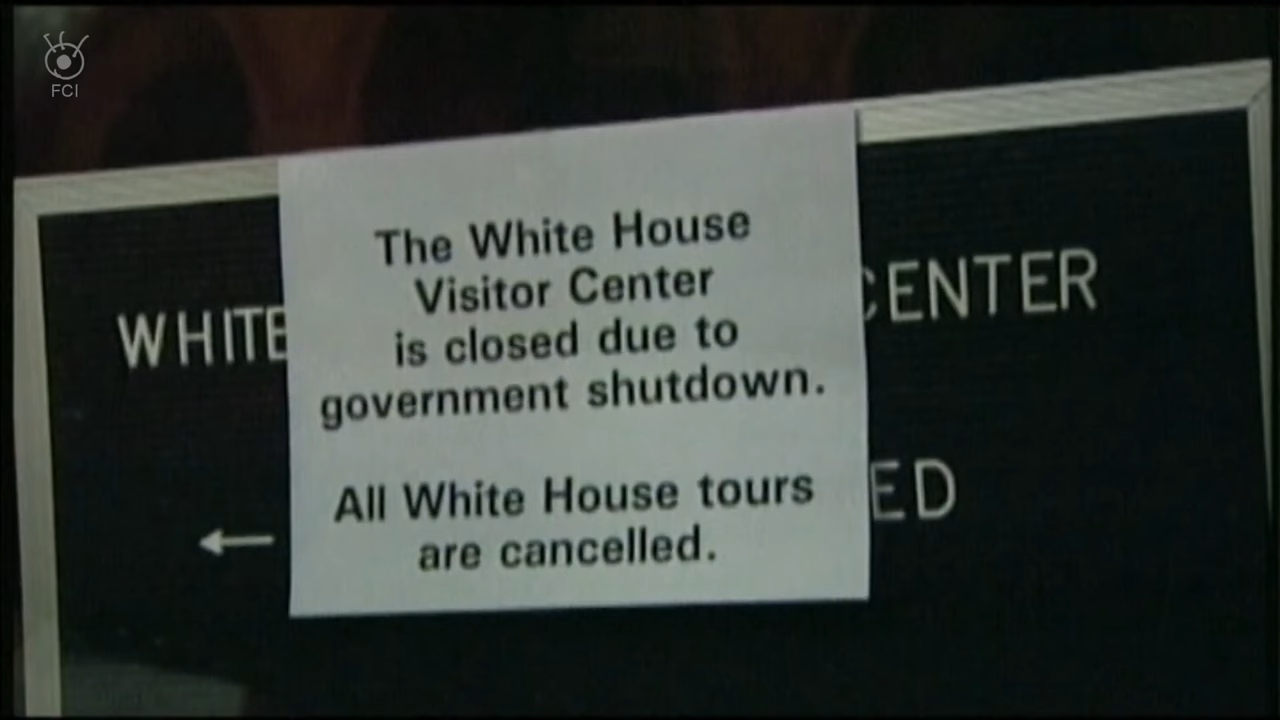 FCI
The White House
Visitor Center
is closed due to
government shutdown.
All White House tours
are cancelled.
WHITE
CENTER
ED